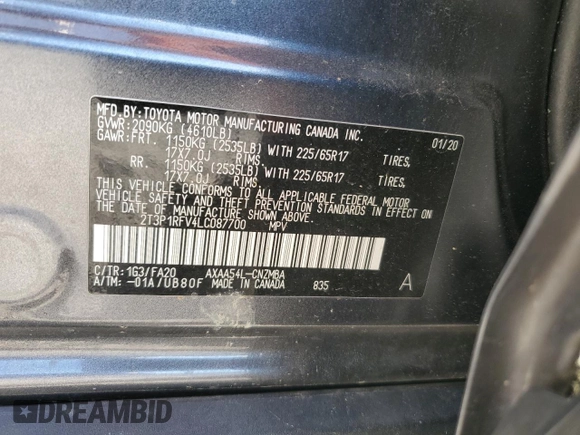 MFD.BY:TOYOTA MOTOR MANUFACTURING CANADA INC.
GVWR:2090KG (4610LB) 01/20
GAWR:FRT. 1150KG (2535LB) WITH 225/65R17 TIRES,
17X7.0J RIMS,
RR. 1150KG (2535LB) WITH 225/65R17 TIRES,
17X7.0J RIMS.
THIS VEHICLE CONFORMS TO ALL APPLICABLE FEDERAL MOTOR
VEHICLE SAFETY, BUMPER, AND THEFT PREVENTION STANDARDS IN EFFECT ON
THE DATE OF MANUFACTURE SHOWN ABOVE.
2T3P1RFV4LC087700 MPV
C/TR:1G3/FA20 AXAA54L-CNZMBA
A/TM:-01A/UB80F MADE IN CANADA 835 A
DREAMBID